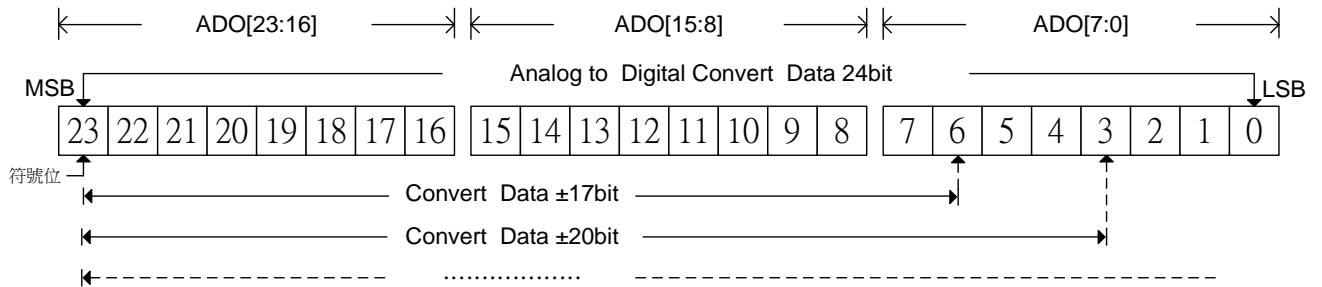 ADO[23:16] ADO[15:8] ADO[7:0]
Analog to Digital Convert Data 24bit
MSB LSB
23 22 21 20 19 18 17 16 15 14 13 12 11 10 9 8 7 6 5 4 3 2 1 0
符號位
Convert Data ±17bit
Convert Data ±20bit
..................